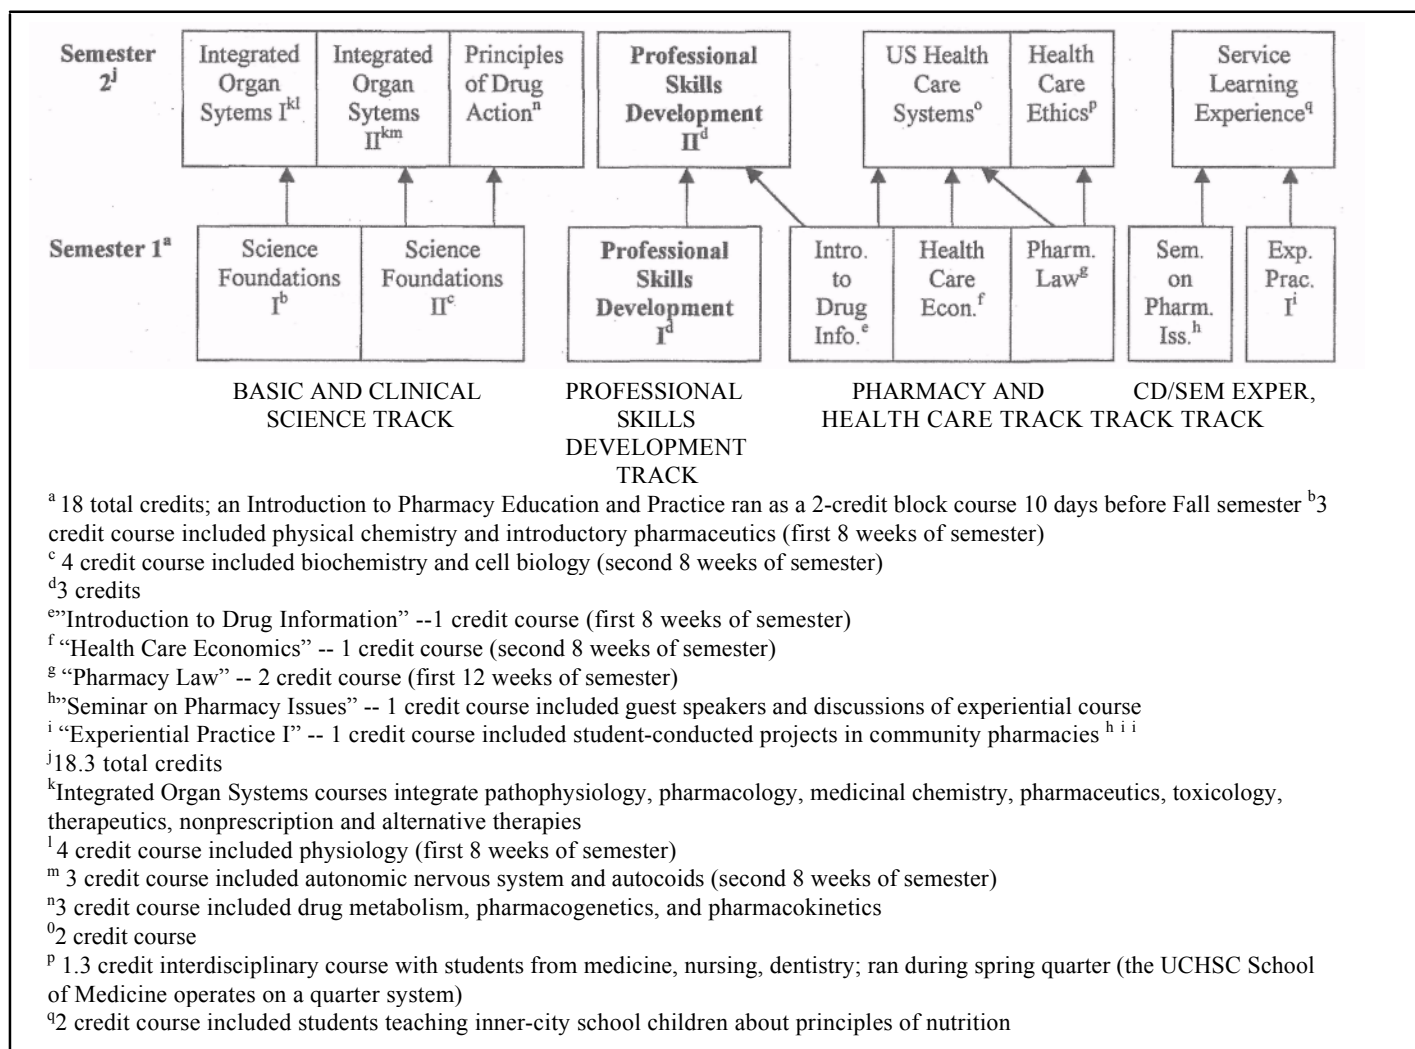 Semester
2j
Integrated
Organ
Sytems Ikl
Integrated
Organ
Sytems
IIkm
Principles
of Drug
Actionn
Professional
Skills
Development
IId
US Health
Care
Systemso
Health
Care
Ethicsp
Service
Learning
Experienceq
Semester 1a
Science
Foundations
Ib
Science
Foundations
IIc
Professional
Skills
Development
Id
Intro.
to
Drug
Info.e
Health
Care
Econ.f
Pharm.
Lawg
Sem.
on
Pharm.
Iss.h
Exp.
Prac.
Ii
BASIC AND CLINICAL
SCIENCE TRACK
PROFESSIONAL
SKILLS
DEVELOPMENT
TRACK
PHARMACY AND
HEALTH CARE TRACK TRACK TRACK
CD/SEM EXPER,
a 18 total credits; an Introduction to Pharmacy Education and Practice ran as a 2-credit block course 10 days before Fall semester b3
credit course included physical chemistry and introductory pharmaceutics (first 8 weeks of semester)
c 4 credit course included biochemistry and cell biology (second 8 weeks of semester)
d3 credits
e”Introduction to Drug Information” --1 credit course (first 8 weeks of semester)
f “Health Care Economics” -- 1 credit course (second 8 weeks of semester)
g “Pharmacy Law” -- 2 credit course (first 12 weeks of semester)
h”Seminar on Pharmacy Issues” -- 1 credit course included guest speakers and discussions of experiential course
i “Experiential Practice I” -- 1 credit course included student-conducted projects in community pharmacies h i i
j18.3 total credits
kIntegrated Organ Systems courses integrate pathophysiology, pharmacology, medicinal chemistry, pharmaceutics, toxicology,
therapeutics, nonprescription and alternative therapies
l 4 credit course included physiology (first 8 weeks of semester)
m 3 credit course included autonomic nervous system and autocoids (second 8 weeks of semester)
n3 credit course included drug metabolism, pharmacogenetics, and pharmacokinetics
02 credit course
p 1.3 credit interdisciplinary course with students from medicine, nursing, dentistry; ran during spring quarter (the UCHSC School
of Medicine operates on a quarter system)
q2 credit course included students teaching inner-city school children about principles of nutrition